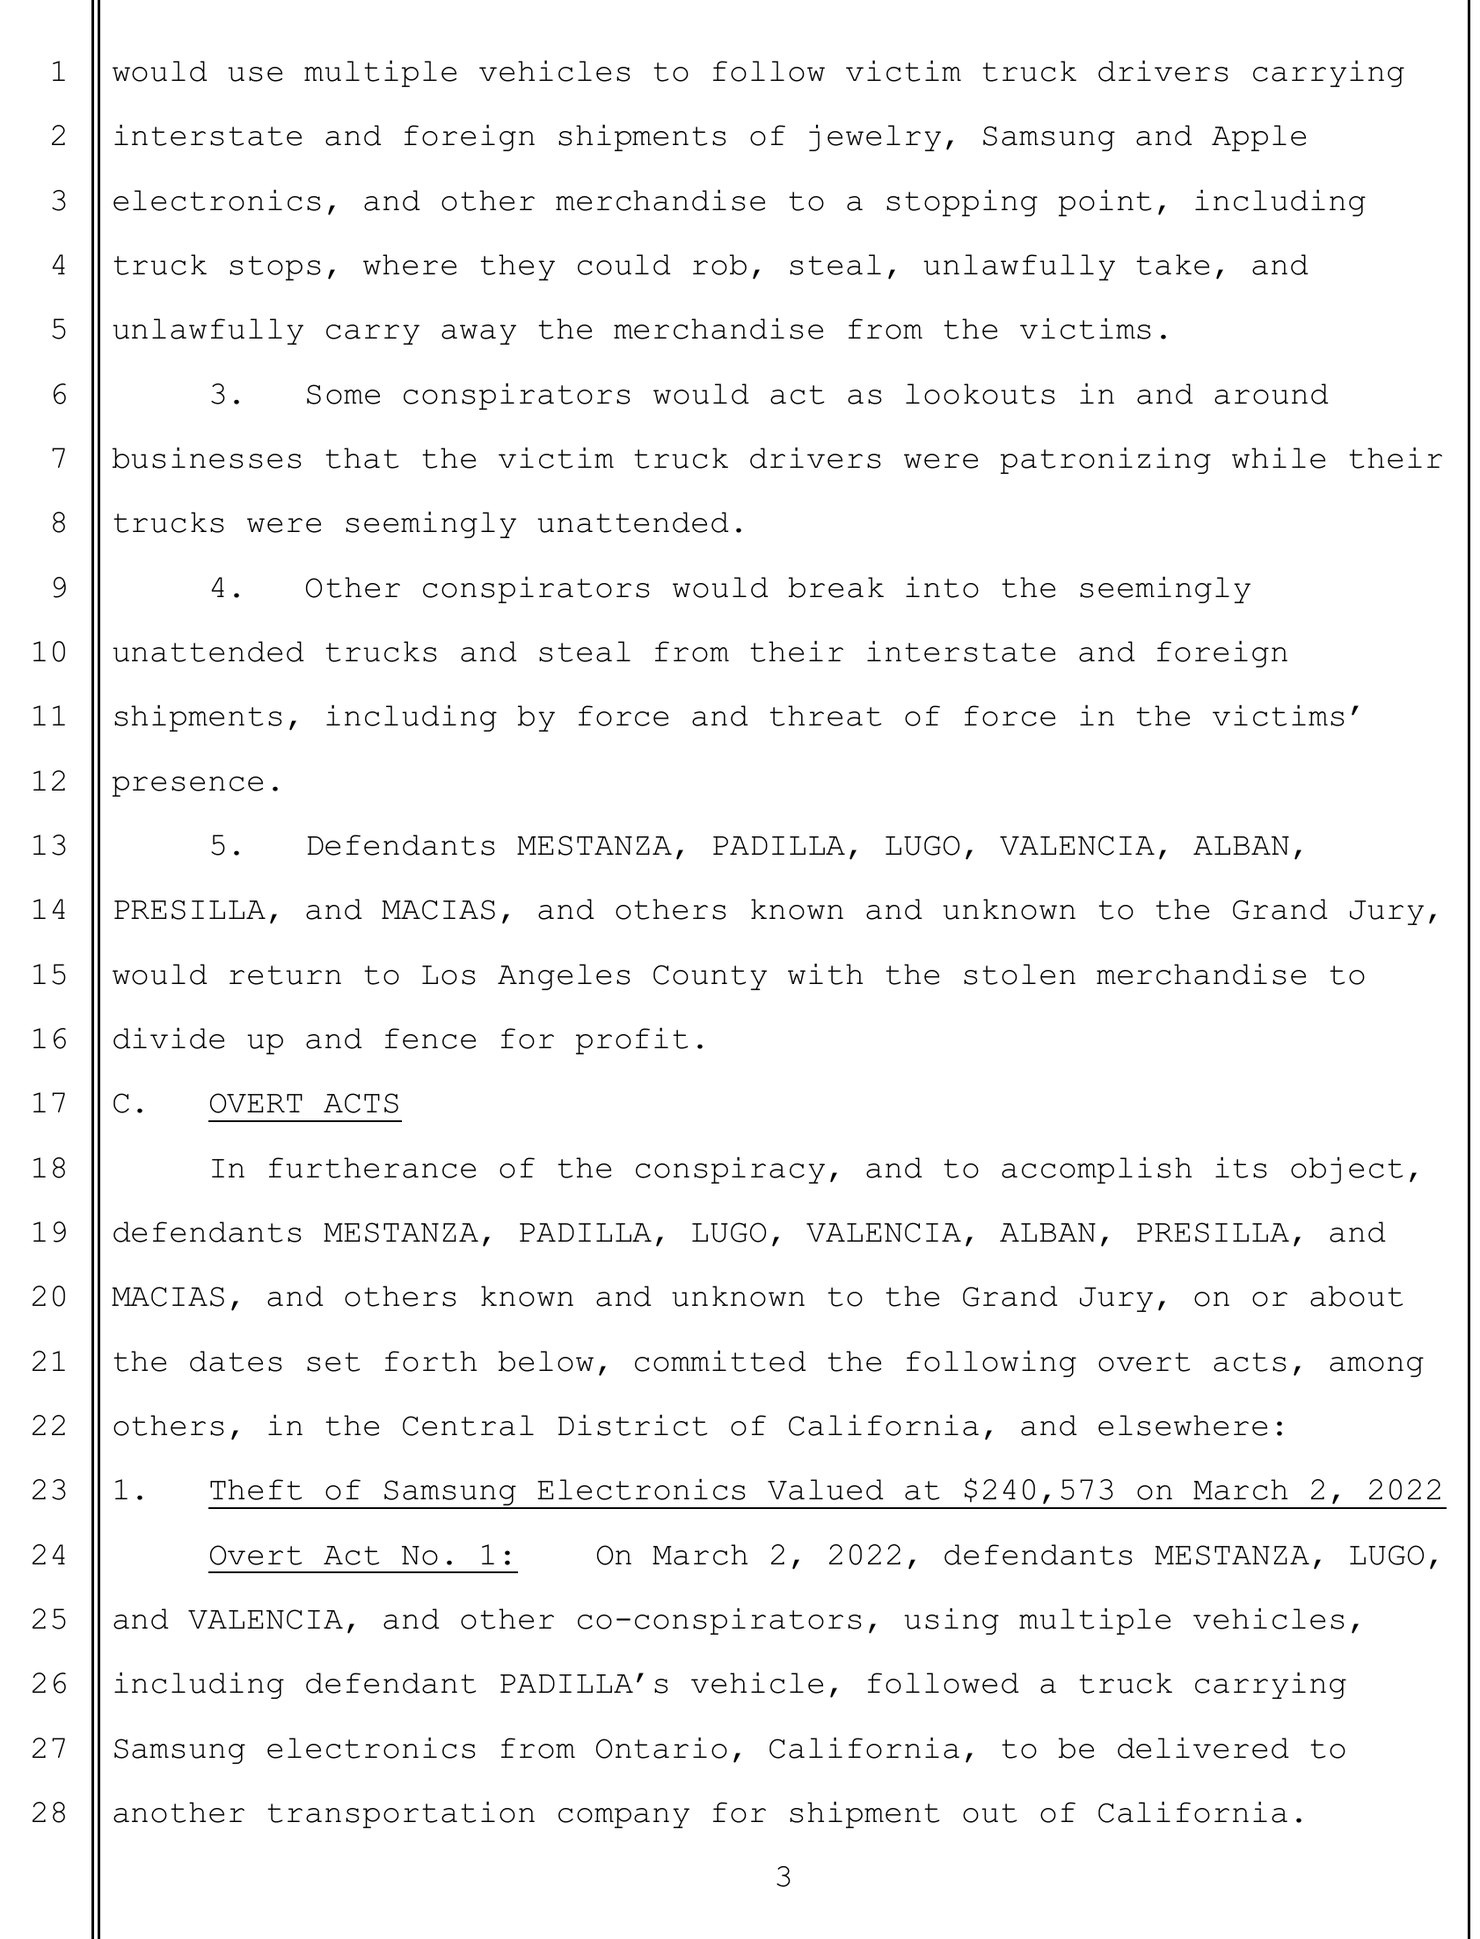 1 would use multiple vehicles to follow victim truck drivers carrying
2 interstate and foreign shipments of jewelry, Samsung and Apple
3 electronics, and other merchandise to a stopping point, including
4 truck stops, where they could rob, steal, unlawfully take, and
5 unlawfully carry away the merchandise from the victims.
6 3. Some conspirators would act as lookouts in and around
7 businesses that the victim truck drivers were patronizing while their
8 trucks were seemingly unattended.
9 4. Other conspirators would break into the seemingly
10 unattended trucks and steal from their interstate and foreign
11 shipments, including by force and threat of force in the victims’
12 presence.
13 5. Defendants MESTANZA, PADILLA, LUGO, VALENCIA, ALBAN,
14 PRESILLA, and MACIAS, and others known and unknown to the Grand Jury,
15 would return to Los Angeles County with the stolen merchandise to
16 divide up and fence for profit.
17 C. OVERT ACTS
18 In furtherance of the conspiracy, and to accomplish its object,
19 defendants MESTANZA, PADILLA, LUGO, VALENCIA, ALBAN, PRESILLA, and
20 MACIAS, and others known and unknown to the Grand Jury, on or about
21 the dates set forth below, committed the following overt acts, among
22 others, in the Central District of California, and elsewhere:
23 1. Theft of Samsung Electronics Valued at $240,573 on March 2, 2022
24 Overt Act No. 1: On March 2, 2022, defendants MESTANZA, LUGO,
25 and VALENCIA, and other co-conspirators, using multiple vehicles,
26 including defendant PADILLA’s vehicle, followed a truck carrying
27 Samsung electronics from Ontario, California, to be delivered to
28 another transportation company for shipment out of California.
3